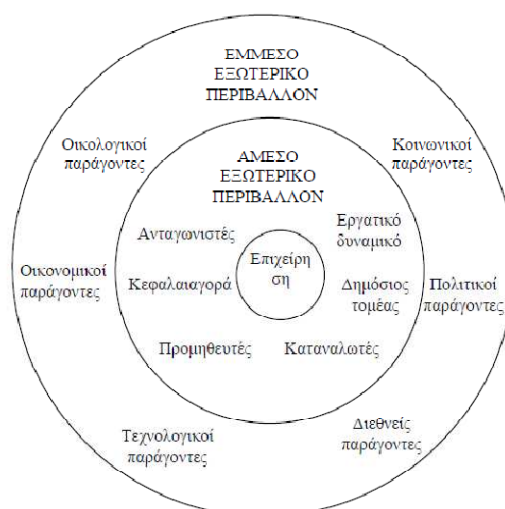 ΕΜΜΕΣΟ
ΕΞΩΤΕΡΙΚΟ
ΠΕΡΙΒΑΛΛΟΝ
Οικολογικοί
παράγοντες
Κοινωνικοί
παράγοντες
ΑΜΕΣΟ
ΕΞΩΤΕΡΙΚΟ
ΠΕΡΙΒΑΛΛΟΝ
Ανταγωνιστές
Εργατικό
δυναμικό
Επιχείρη
ση
Οικονομικοί
παράγοντες
Κεφαλαιαγορά
Δημόσιος
τομέας
Πολιτικοί
παράγοντες
Προμηθευτές
Καταναλωτές
Τεχνολογικοί
παράγοντες
Διεθνείς
παράγοντες